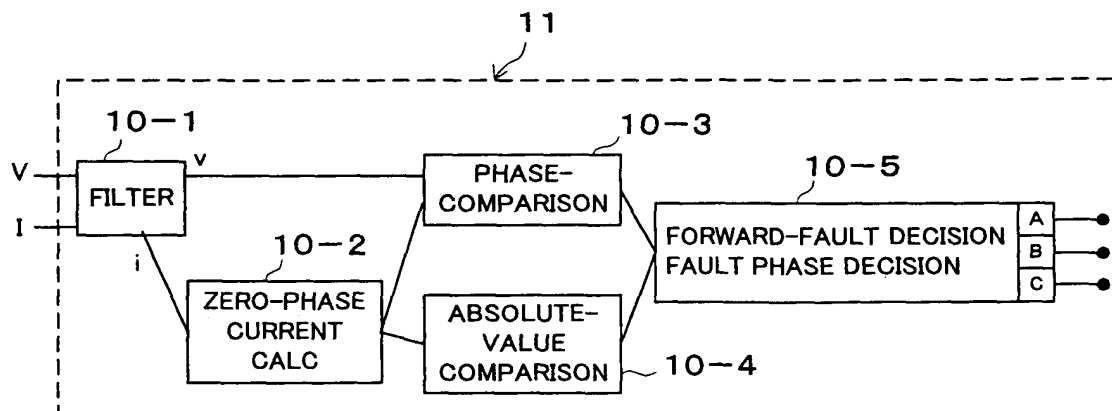 11
10-1
V
I
FILTER
v
i
10-2
ZERO-PHASE
CURRENT
CALC
10-3
PHASE-
COMPARISON
ABSOLUTE-
VALUE
COMPARISON
10-4
10-5
FORWARD-FAULT DECISION
FAULT PHASE DECISION
A
B
C